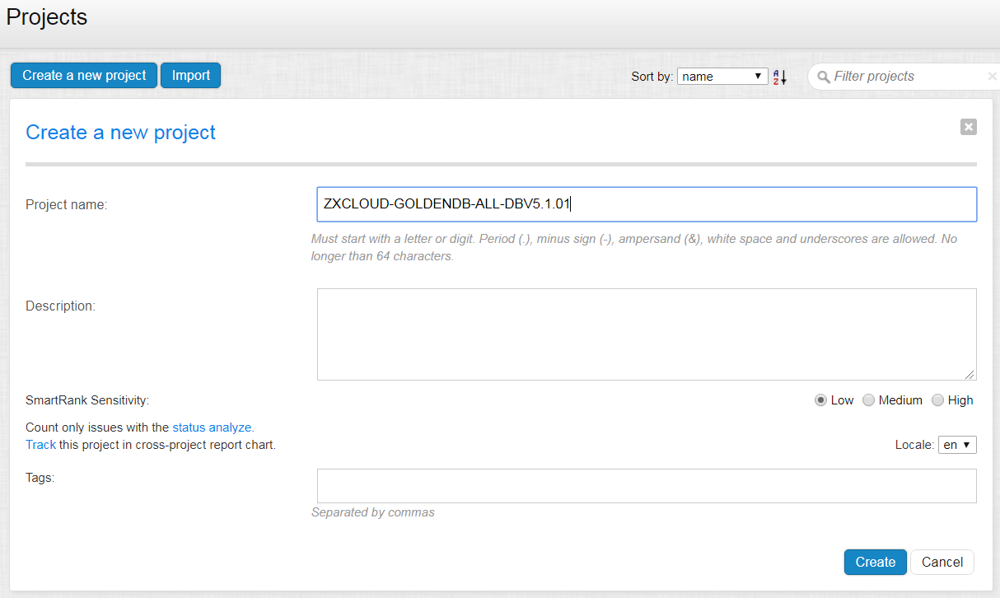 Projects
Create a new project Import Sort by: name Filter projects
Create a new project
Project name: ZXCLOUD-GOLDENDB-ALL-DBV5.1.01
Must start with a letter or digit. Period (.), minus sign (-), ampersand (&), white space and underscores are allowed. No
longer than 64 characters.
Description:
SmartRank Sensitivity: Low Medium High
Count only issues with the status analyze.
Track this project in cross-project report chart. Locale: en
Tags:
Separated by commas
Create Cancel